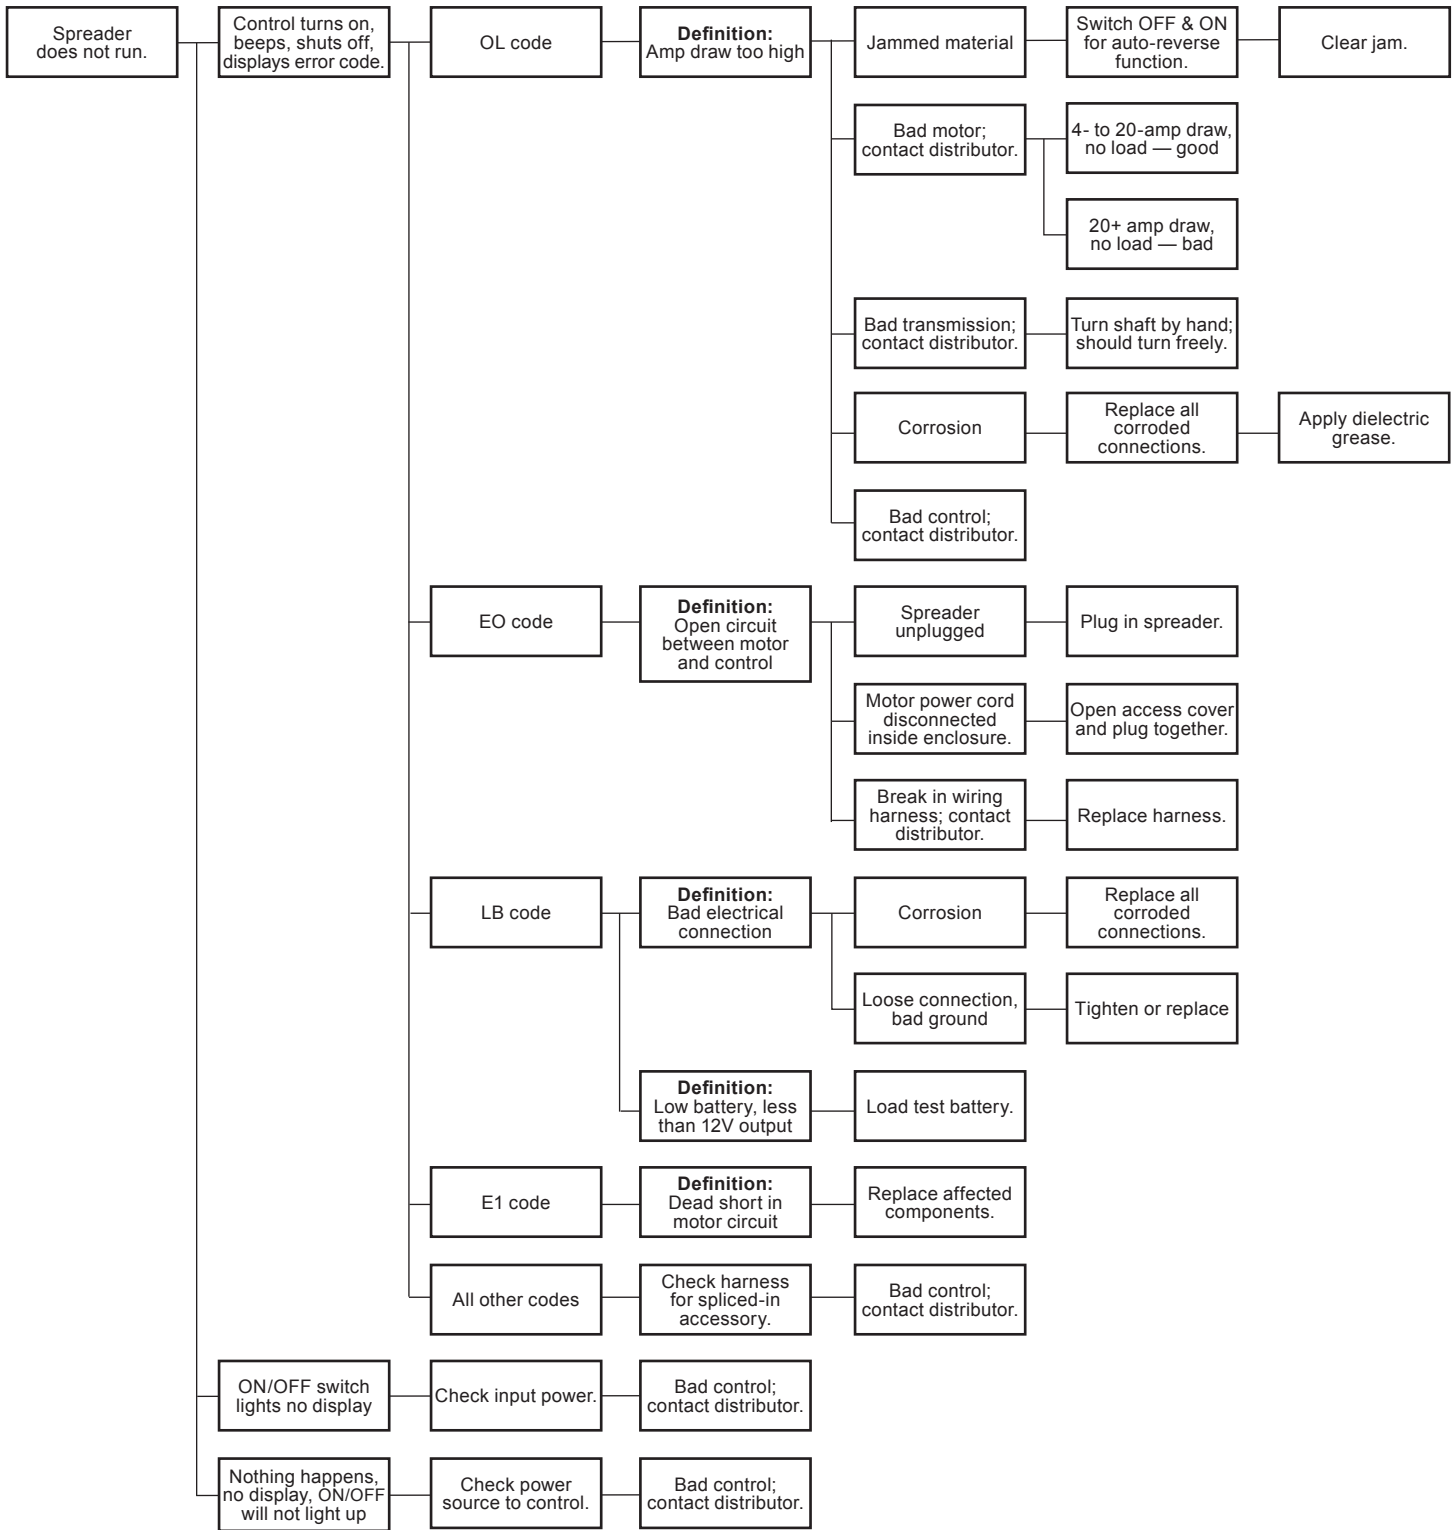 Spreader
does not run.
Control turns on,
beeps, shuts off,
displays error code.
OL code
Definition:
Amp draw too high
Jammed material
Switch OFF & ON
for auto-reverse
function.
Clear jam.
Bad motor;
contact distributor.
4- to 20-amp draw,
no load — good
20+ amp draw,
no load — bad
Bad transmission;
contact distributor.
Turn shaft by hand;
should turn freely.
Corrosion
Replace all
corroded
connections.
Apply dielectric
grease.
Bad control;
contact distributor.
EO code
Definition:
Open circuit
between motor
and control
Spreader
unplugged
Plug in spreader.
Motor power cord
disconnected
inside enclosure.
Open access cover
and plug together.
Break in wiring
harness; contact
distributor.
Replace harness.
LB code
Definition:
Bad electrical
connection
Corrosion
Replace all
corroded
connections.
Loose connection,
bad ground
Tighten or replace
Definition:
Low battery, less
than 12V output
Load test battery.
E1 code
Definition:
Dead short in
motor circuit
Replace affected
components.
All other codes
Check harness
for spliced-in
accessory.
Bad control;
contact distributor.
ON/OFF switch
lights no display
Check input power.
Bad control;
contact distributor.
Nothing happens,
no display, ON/OFF
will not light up
Check power
source to control.
Bad control;
contact distributor.